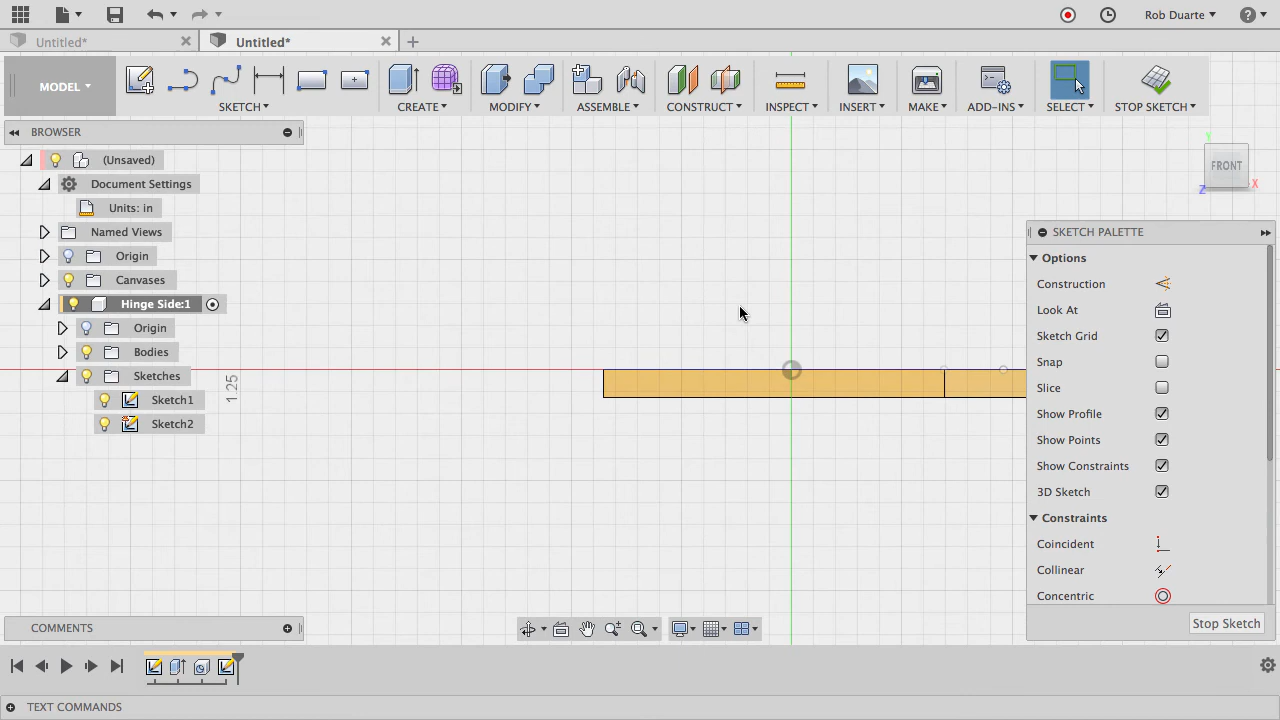 Rob Duarte
Untitled*
Untitled*
MODEL
SKETCH
CREATE
MODIFY
ASSEMBLE
CONSTRUCT
INSPECT
INSERT
MAKE
ADD-INS
SELECT
STOP SKETCH
BROWSER
(Unsaved)
Document Settings
Units: in
Named Views
Origin
Canvases
Hinge Side:1
Origin
Bodies
Sketches
Sketch1
Sketch2
1.25
Y
FRONT
X
Z
SKETCH PALETTE
Options
Construction
Look At
Sketch Grid
Snap
Slice
Show Profile
Show Points
Show Constraints
3D Sketch
Constraints
Coincident
Collinear
Concentric
Stop Sketch
COMMENTS
TEXT COMMANDS